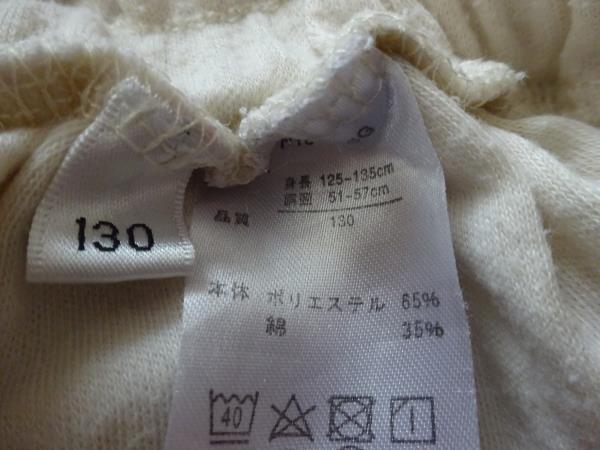 130
身長 125-135cm
胴囲 51-57cm
品質 130
本体 ポリエステル 65%
綿 35%
40